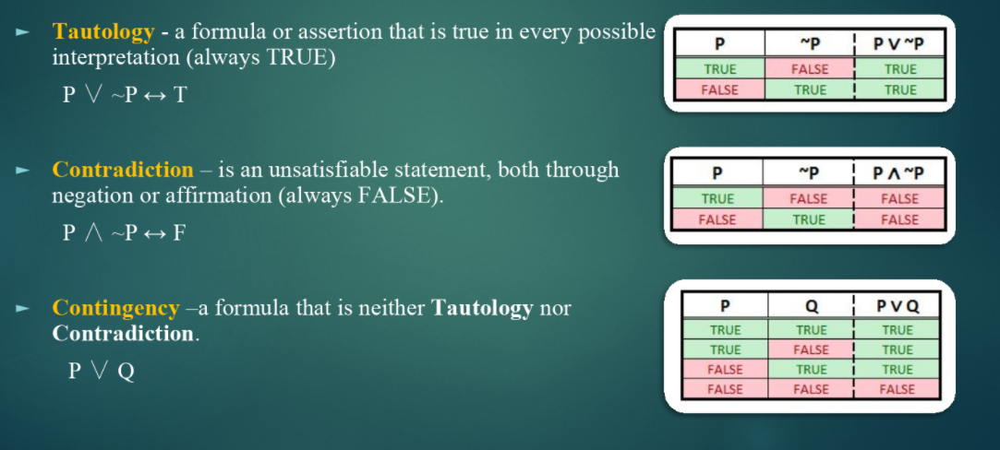 ► Tautology - a formula or assertion that is true in every possible
interpretation (always TRUE)
P ∨ ~P ↔ T
P ~P P ∨ ~P
TRUE FALSE TRUE
FALSE TRUE TRUE
► Contradiction – is an unsatisfiable statement, both through
negation or affirmation (always FALSE).
P ∧ ~P ↔ F
P ~P P ∧ ~P
TRUE FALSE FALSE
FALSE TRUE FALSE
► Contingency –a formula that is neither Tautology nor
Contradiction.
P ∨ Q
P Q P ∨ Q
TRUE TRUE TRUE
TRUE FALSE TRUE
FALSE TRUE TRUE
FALSE FALSE FALSE